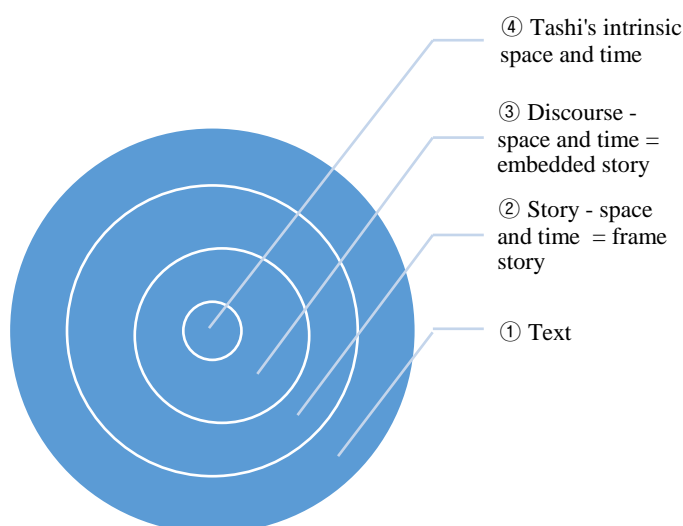 ④ Tashi's intrinsic
space and time
③ Discourse -
space and time =
embedded story
② Story - space
and time = frame
story
① Text